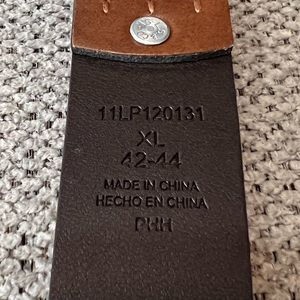 11LP120131
XL
42-44
MADE IN CHINA
HECHO EN CHINA
PHH